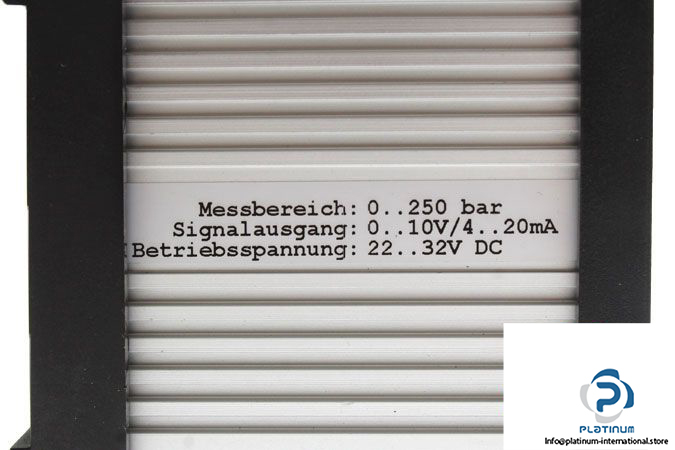 Messbereich: 0..250 bar
Signalausgang: 0..10V/4..20mA
Betriebsspannung: 22..32V DC
PLATINUM
Info@platinum-international.store